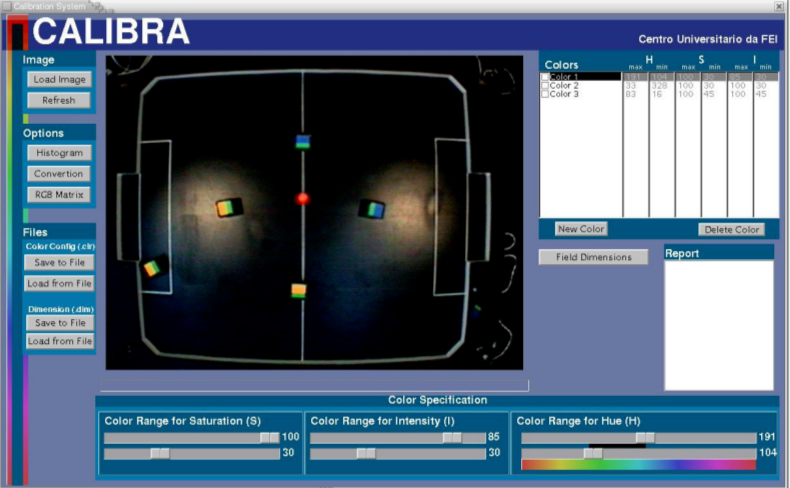 Calibration System
CALIBRA
Centro Universitario da FEI
Image
Load Image
Refresh
Options
Histogram
Convertion
RGB Matrix
Files
Color Config (.clr)
Save to File
Load from File
Dimension (.dim)
Save to File
Load from File
Colors H S I
max min max min max min
Color 1 191 104 100 30 85 30
Color 2 33 328 100 30 100 30
Color 3 83 16 100 45 100 45
New Color
Delete Color
Field Dimensions
Report
Color Specification
Color Range for Saturation (S)
100
30
Color Range for Intensity (I)
85
30
Color Range for Hue (H)
191
104